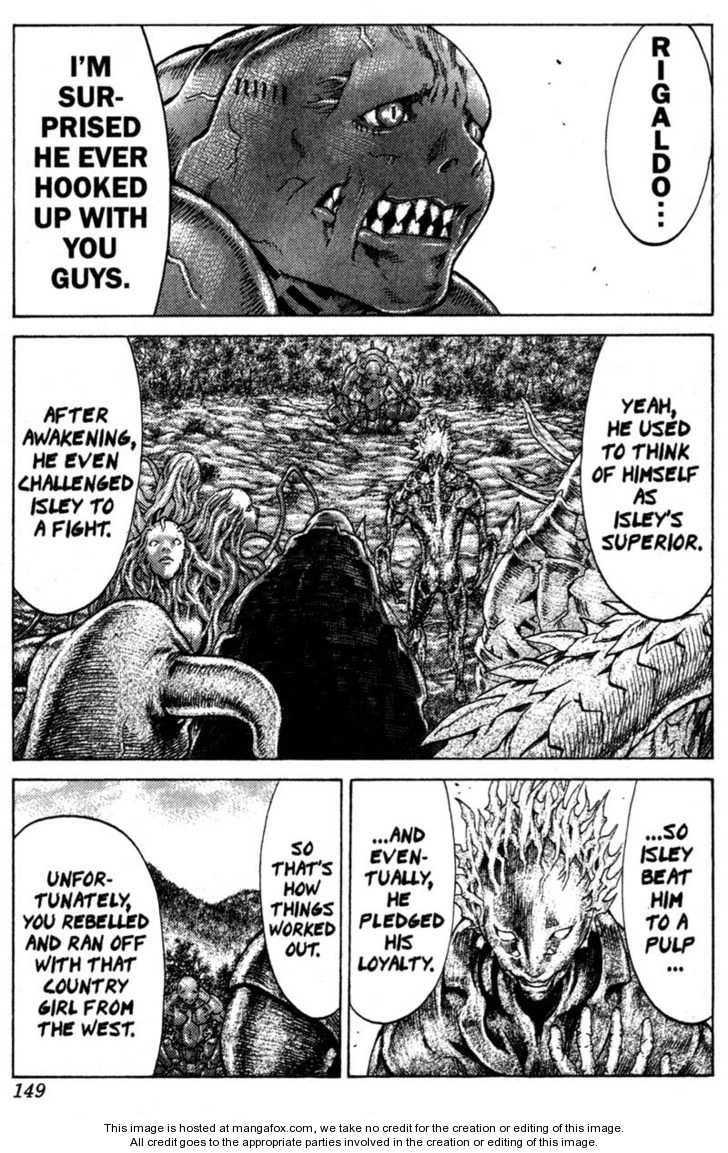 RIGALDO...
I'M
SUR-
PRISED
HE EVER
HOOKED
UP WITH
YOU
GUYS.
YEAH,
HE USED
TO THINK
OF HIMSELF
AS
ISLEY'S
SUPERIOR.
AFTER
AWAKENING,
HE EVEN
CHALLENGED
ISLEY TO
A FIGHT.
...SO
ISLEY
BEAT
HIM
TO A
PULP
...
...AND
EVEN-
TUALLY,
HE
PLEDGED
HIS
LOYALTY.
SO
THAT'S
HOW
THINGS
WORKED
OUT.
UNFOR-
TUNATELY,
YOU REBELLED
AND RAN OFF
WITH THAT
COUNTRY
GIRL FROM
THE WEST.
149
This image is hosted at mangafox.com, we take no credit for the creation or editing of this image.
All credit goes to the appropriate parties involved in the creation or editing of this image.